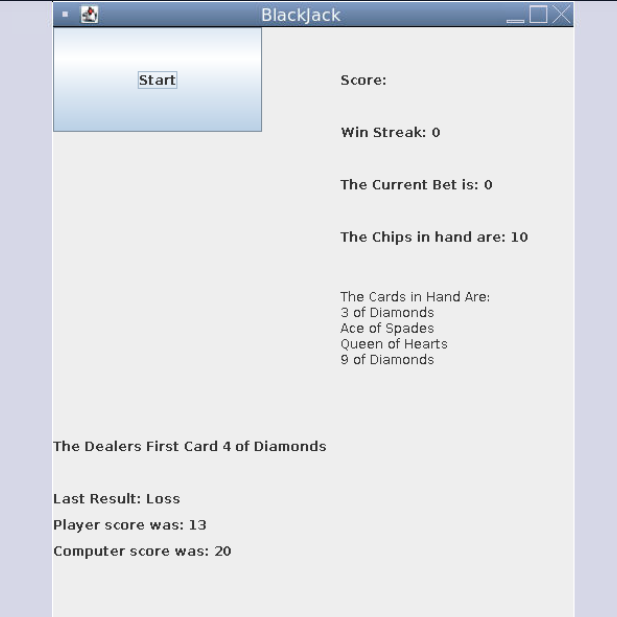 BlackJack
Start
Score:
Win Streak: 0
The Current Bet is: 0
The Chips in hand are: 10
The Cards in Hand Are:
3 of Diamonds
Ace of Spades
Queen of Hearts
9 of Diamonds
The Dealers First Card 4 of Diamonds
Last Result: Loss
Player score was: 13
Computer score was: 20